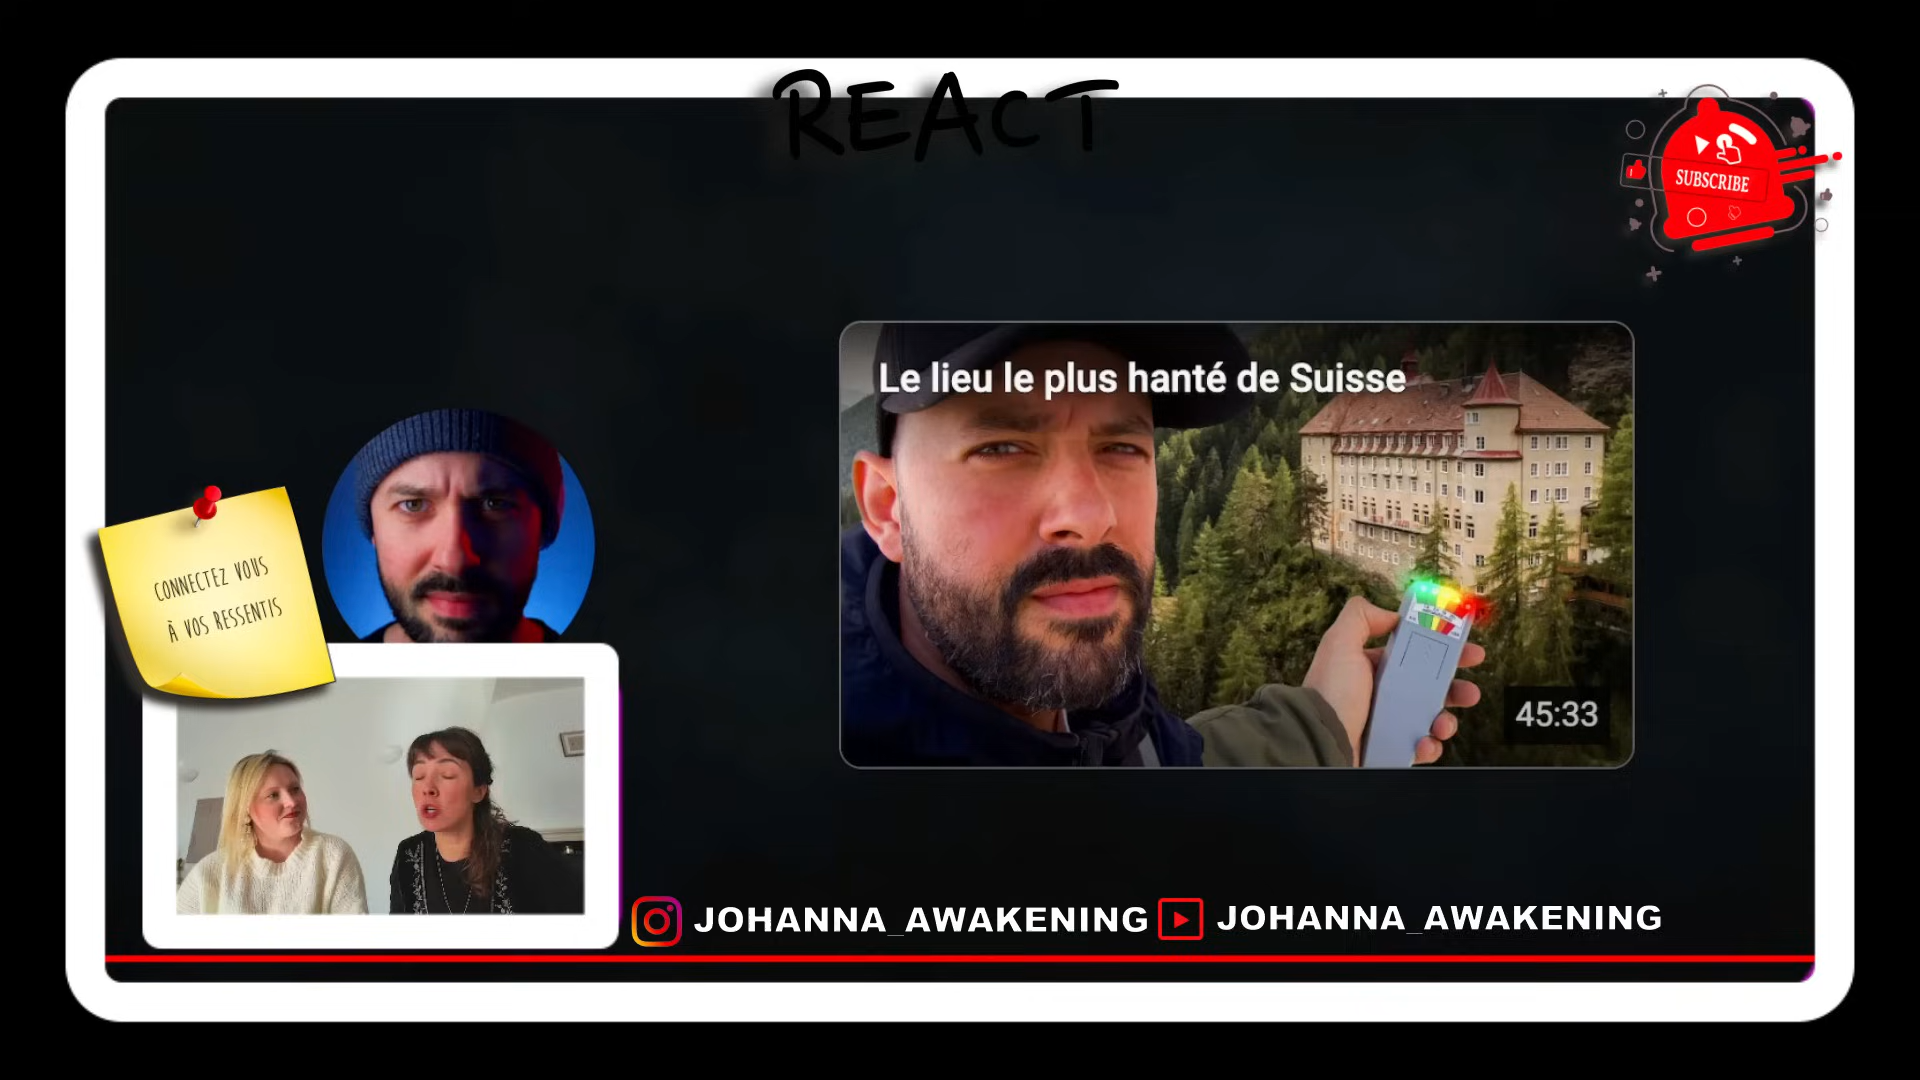 REACT
SUBSCRIBE
Le lieu le plus hanté de Suisse
CONNECTEZ VOUS
À VOS RESSENTIS
45:33
JOHANNA_AWAKENING
JOHANNA_AWAKENING